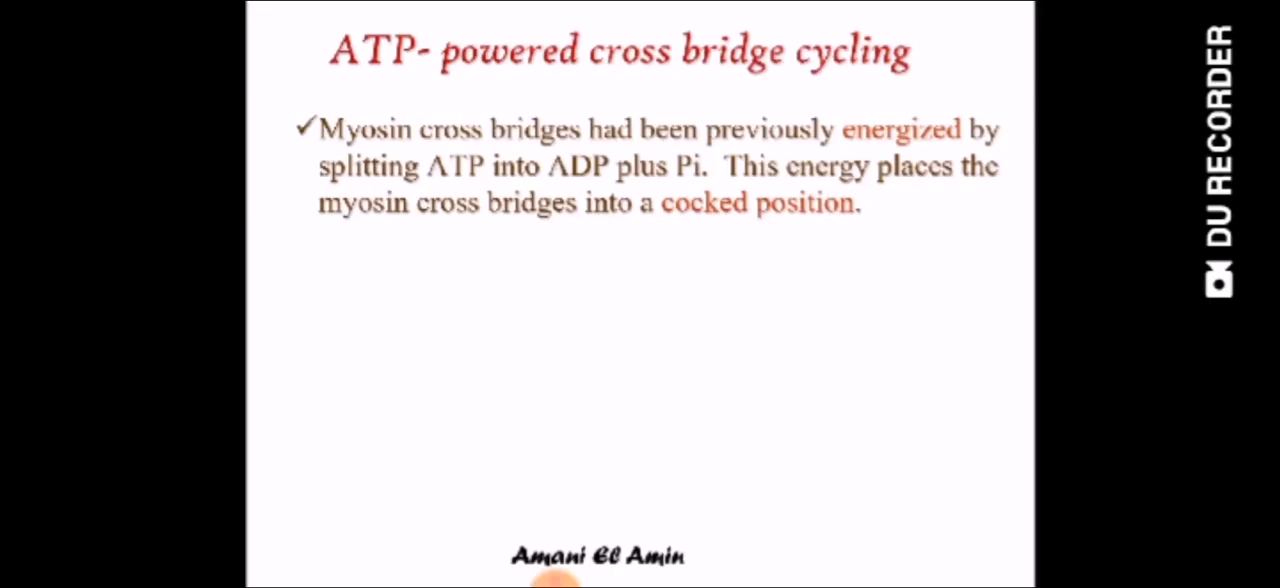 ATP- powered cross bridge cycling
✓Myosin cross bridges had been previously energized by
splitting ATP into ADP plus Pi. This energy places the
myosin cross bridges into a cocked position.
Amani El Amin
DU RECORDER